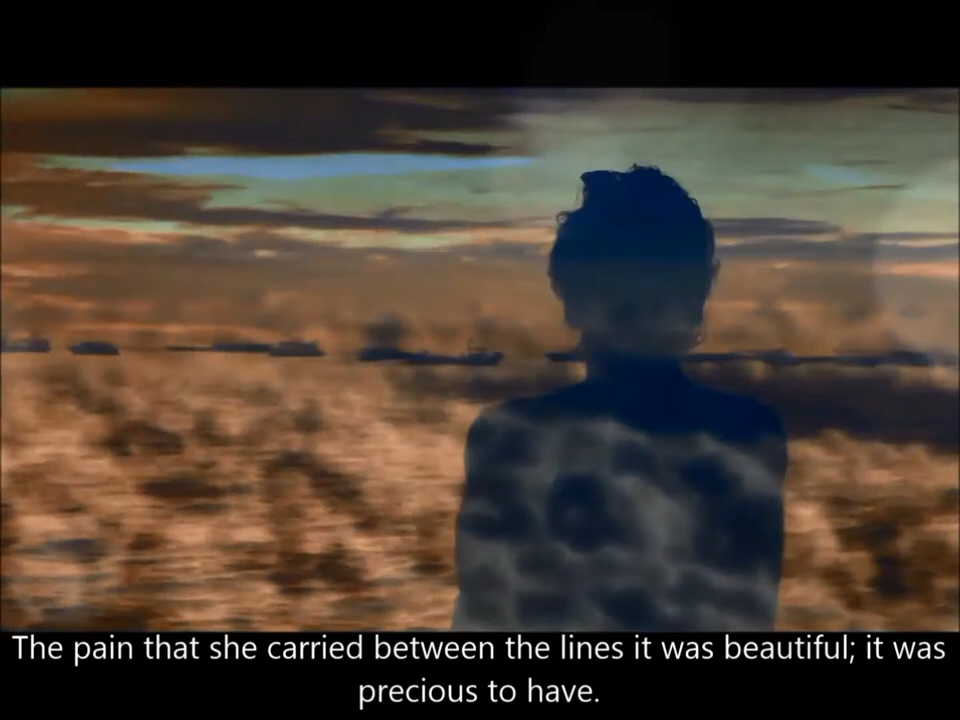 The pain that she carried between the lines it was beautiful; it was
precious to have.